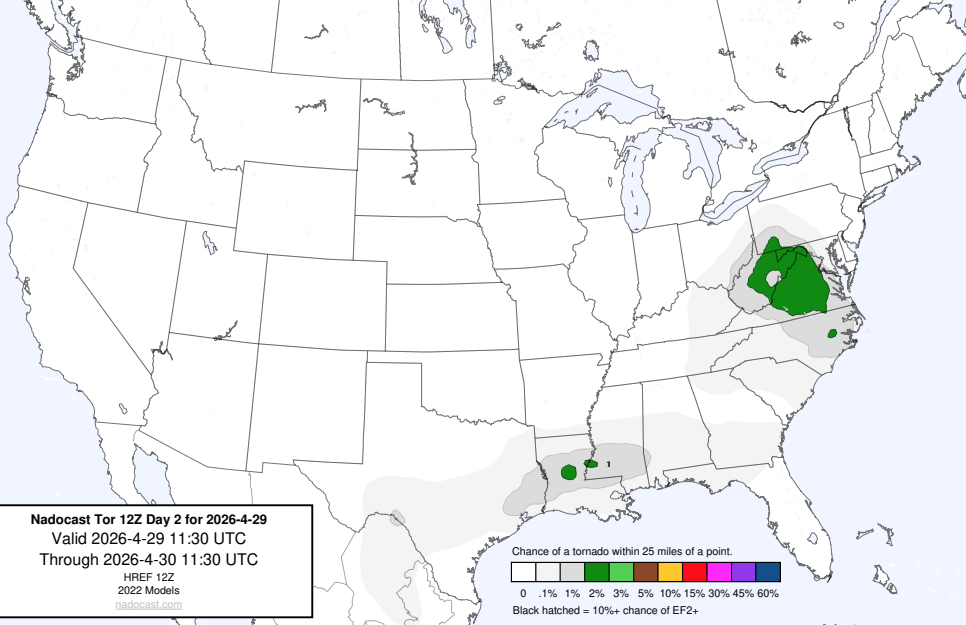 Nadocast Tor 12Z Day 2 for 2026-4-29
Valid 2026-4-29 11:30 UTC
Through 2026-4-30 11:30 UTC
HREF 12Z
2022 Models
nadocast.com
Chance of a tornado within 25 miles of a point.
0 .1% 1% 2% 3% 5% 10% 15% 30% 45% 60%
Black hatched = 10%+ chance of EF2+